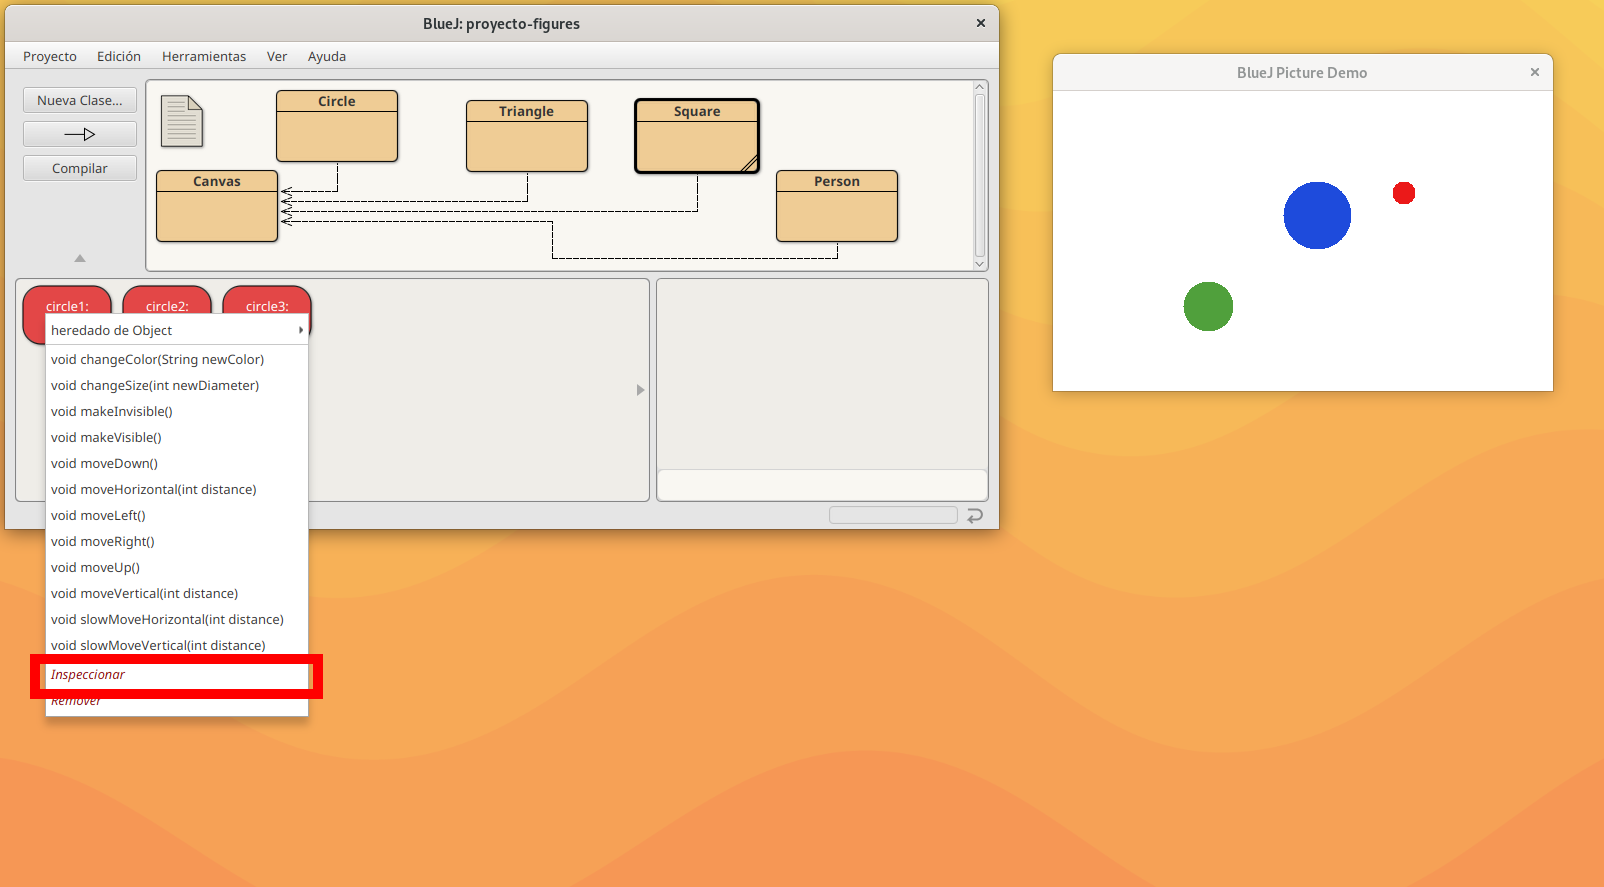 BlueJ: proyecto-figures
Proyecto Edición Herramientas Ver Ayuda
Nueva Clase...
Compilar
Circle
Triangle
Square
Canvas
Person
circle1:
circle2:
circle3:
heredado de Object
void changeColor(String newColor)
void changeSize(int newDiameter)
void makeInvisible()
void makeVisible()
void moveDown()
void moveHorizontal(int distance)
void moveLeft()
void moveRight()
void moveUp()
void moveVertical(int distance)
void slowMoveHorizontal(int distance)
void slowMoveVertical(int distance)
Inspeccionar
Remover
BlueJ Picture Demo